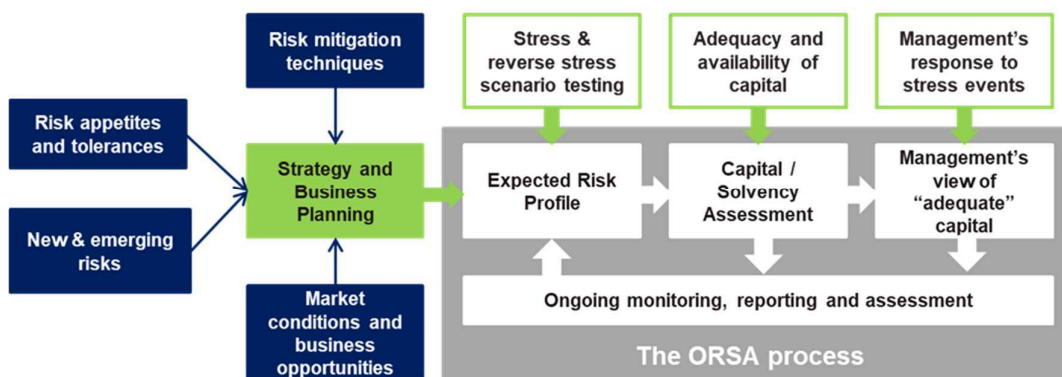 Risk mitigation
techniques
Stress &
reverse stress
scenario testing
Adequacy and
availability of
capital
Management's
response to
stress events
Risk appetites
and tolerances
Strategy and
Business
Planning
Expected Risk
Profile
Capital /
Solvency
Assessment
Management's
view of
“adequate”
capital
New & emerging
risks
Market
conditions and
business
opportunities
Ongoing monitoring, reporting and assessment
The ORSA process